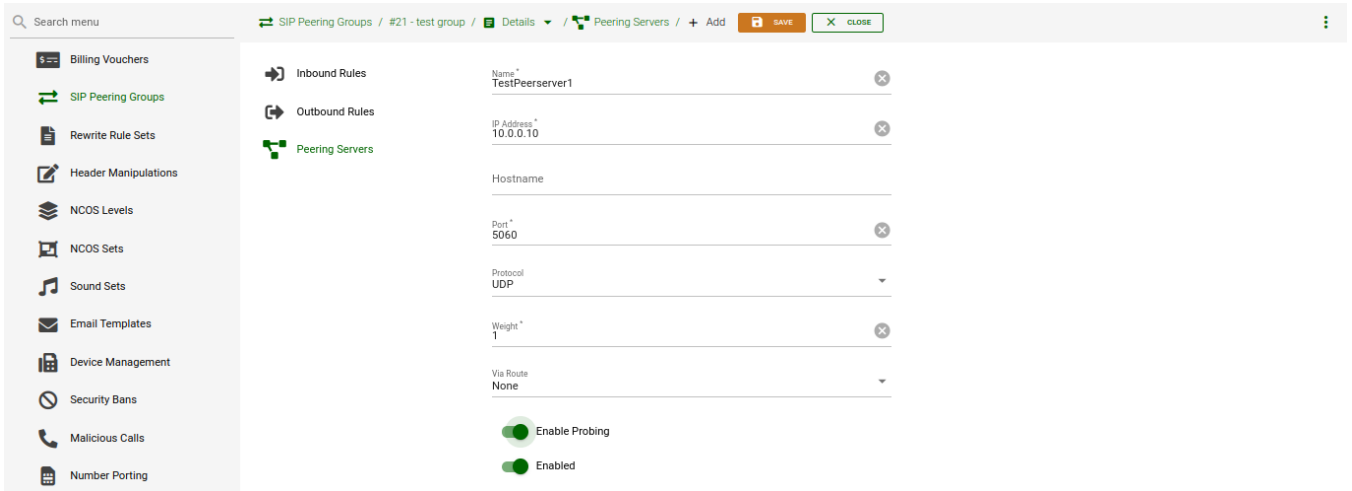 Search menu
SIP Peering Groups / #21 - test group / Details / Peering Servers / + Add SAVE X CLOSE
Billing Vouchers
SIP Peering Groups
Rewrite Rule Sets
Header Manipulations
NCOS Levels
NCOS Sets
Sound Sets
Email Templates
Device Management
Security Bans
Malicious Calls
Number Porting
Inbound Rules
Outbound Rules
Peering Servers
Name *
TestPeerserver1
IP Address *
10.0.0.10
Hostname
Port *
5060
Protocol
UDP
Weight *
1
Via Route
None
Enable Probing
Enabled